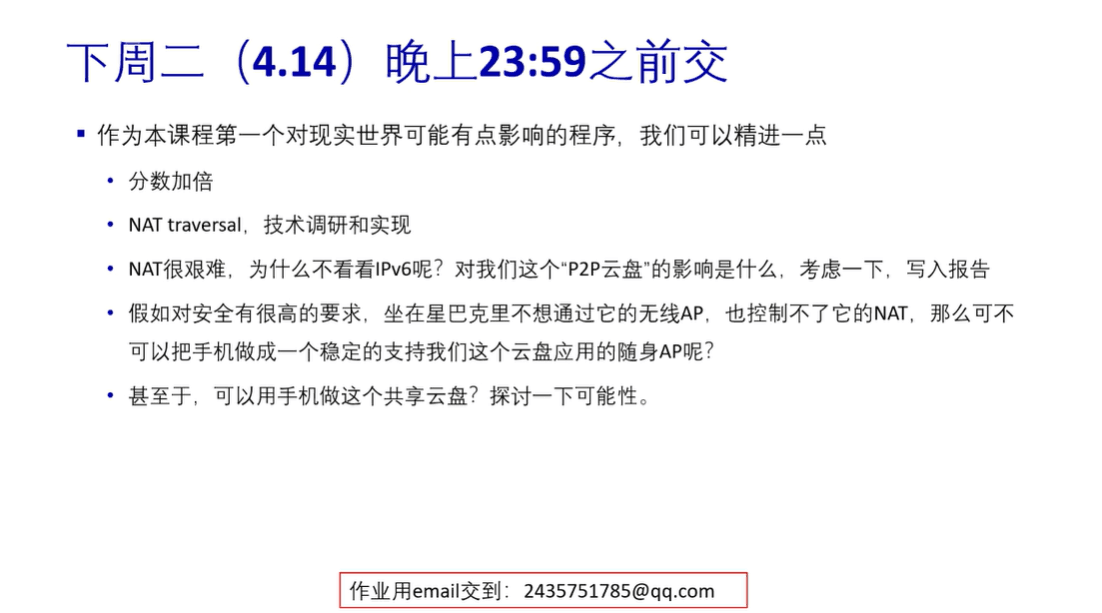 下周二（4.14）晚上23:59之前交
▪ 作为本课程第一个对现实世界可能有点影响的程序，我们可以精进一点
• 分数加倍
• NAT traversal，技术调研和实现
• NAT很艰难，为什么不看看IPv6呢？对我们这个“P2P云盘”的影响是什么，考虑一下，写入报告
• 假如对安全有很高的要求，坐在星巴克里不想通过它的无线AP，也控制不了它的NAT，那么可不
可以把手机做成一个稳定的支持我们这个云盘应用的随身AP呢？
• 甚至于，可以用手机做这个共享云盘？探讨一下可能性。
作业用email交到：2435751785@qq.com